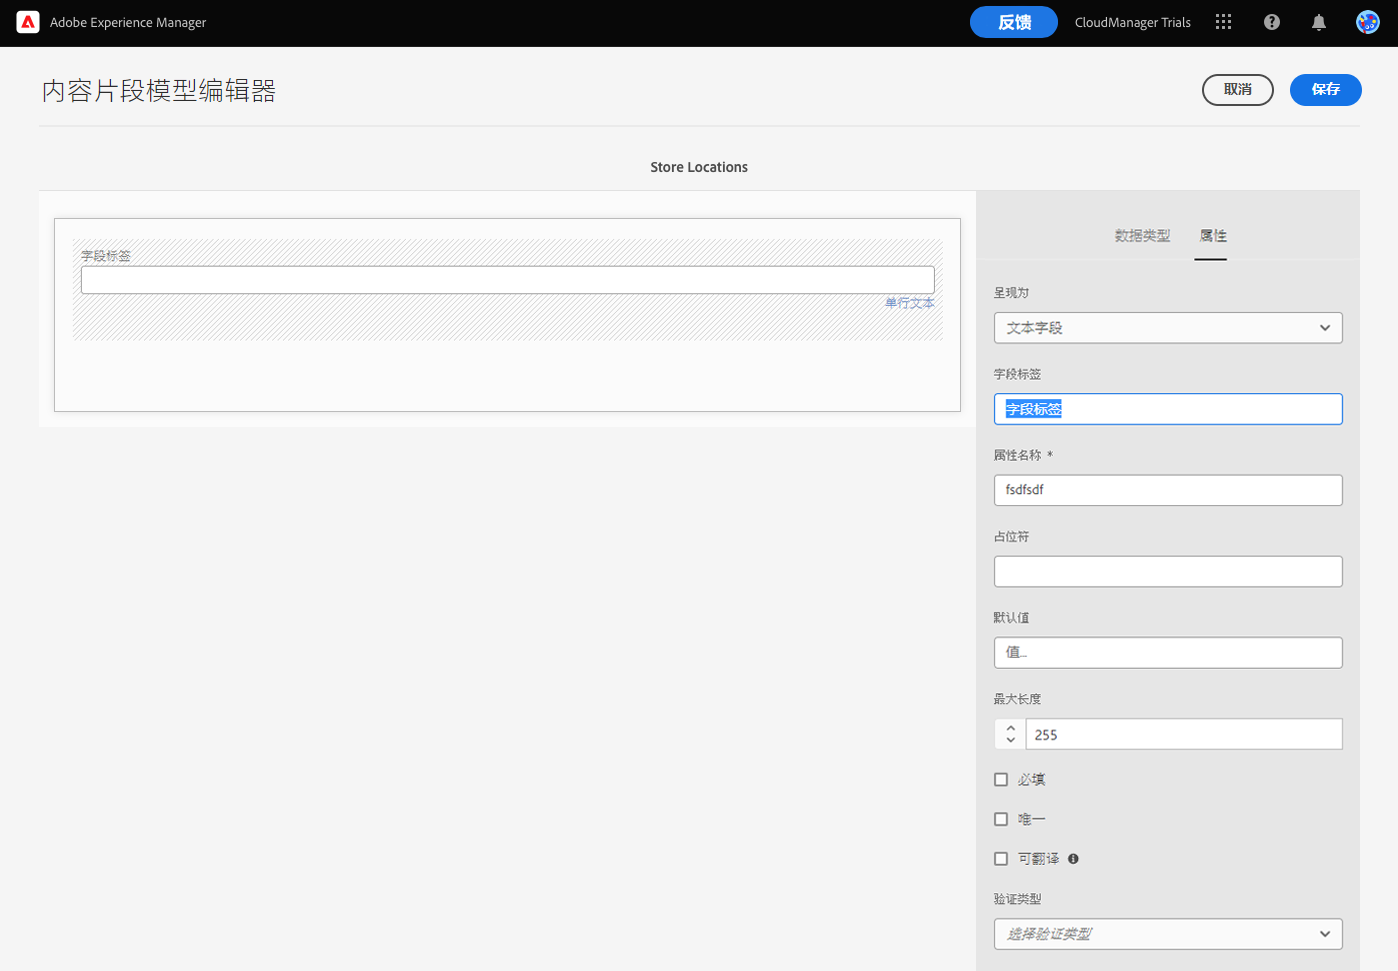 Adobe Experience Manager
反馈
CloudManager Trials
内容片段模型编辑器
取消
保存
Store Locations
字段标签
单行文本
数据类型
属性
呈现为
文本字段
字段标签
字段标签
属性名称 *
fsdfsdf
占位符
默认值
值...
最大长度
255
必填
唯一
可翻译
验证类型
选择验证类型